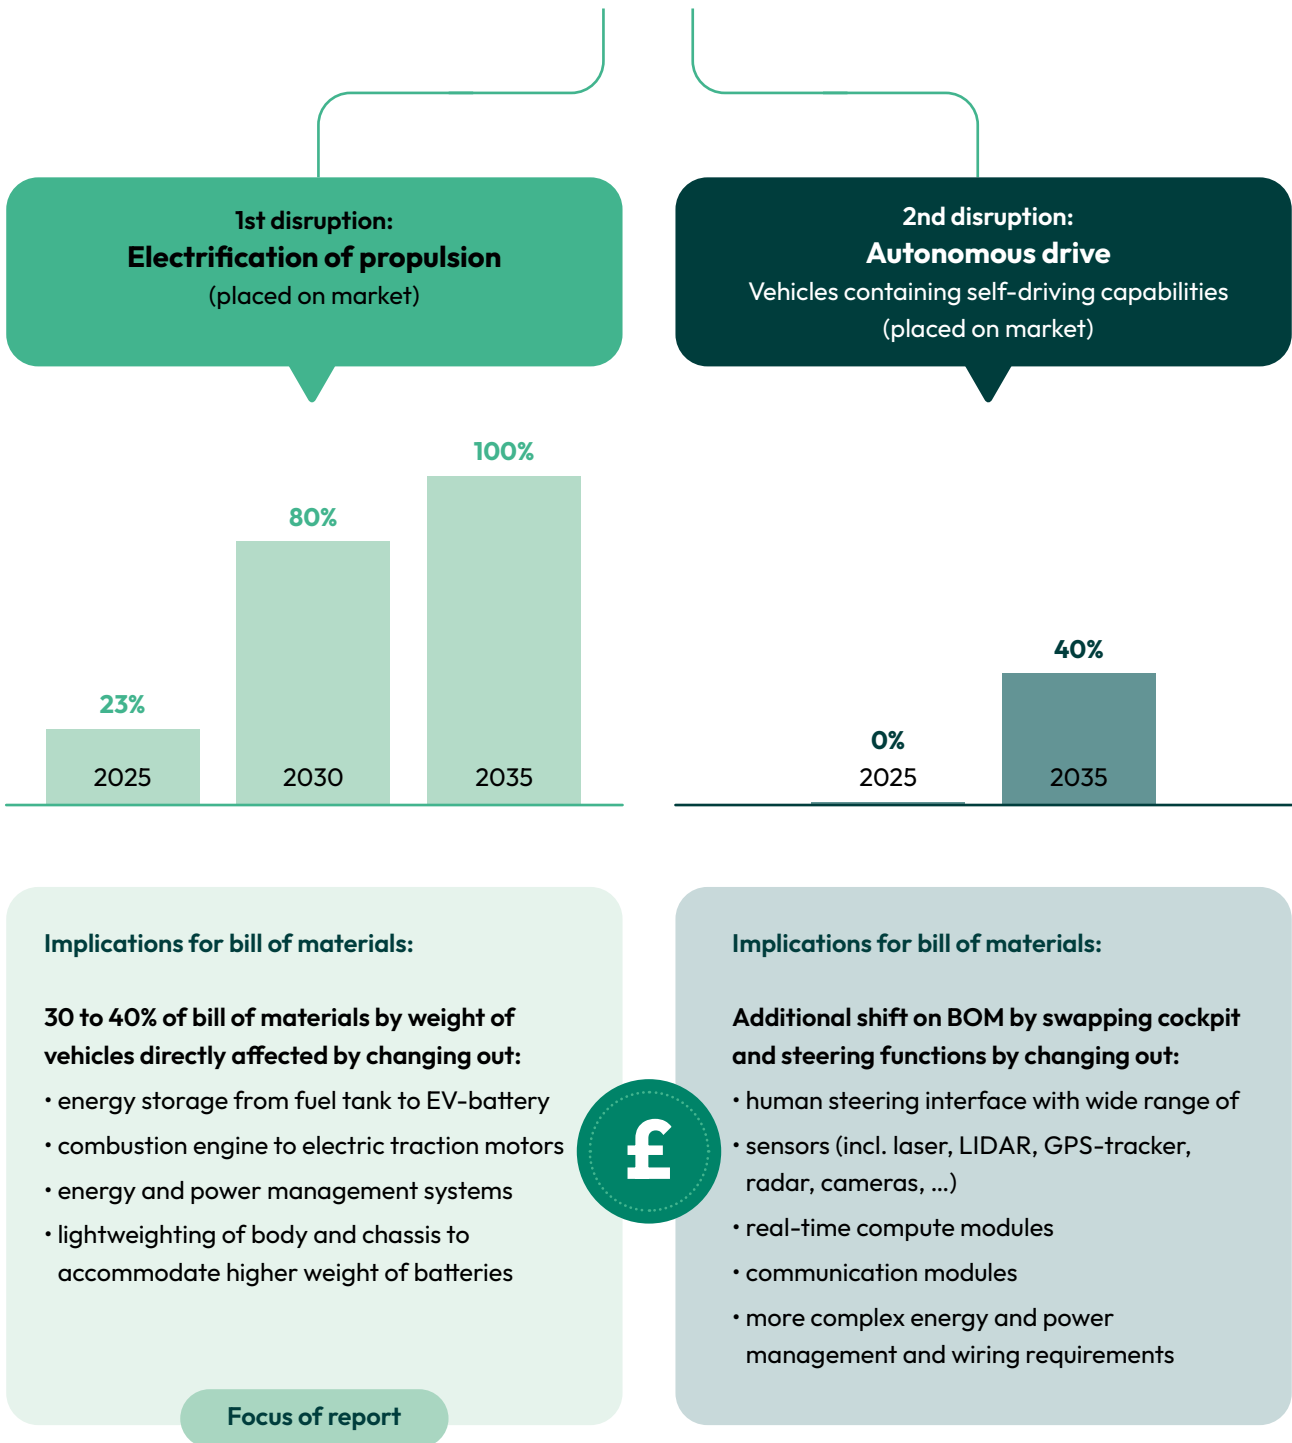 1st disruption:
Electrification of propulsion
(placed on market)
2nd disruption:
Autonomous drive
Vehicles containing self-driving capabilities
(placed on market)
23%
80%
100%
2025
2030
2035
0%
40%
2025
2035
Implications for bill of materials:
30 to 40% of bill of materials by weight of
vehicles directly affected by changing out:
• energy storage from fuel tank to EV-battery
• combustion engine to electric traction motors
• energy and power management systems
• lightweighting of body and chassis to
accommodate higher weight of batteries
Focus of report
£
Implications for bill of materials:
Additional shift on BOM by swapping cockpit
and steering functions by changing out:
• human steering interface with wide range of
• sensors (incl. laser, LIDAR, GPS-tracker,
radar, cameras, ...)
• real-time compute modules
• communication modules
• more complex energy and power
management and wiring requirements